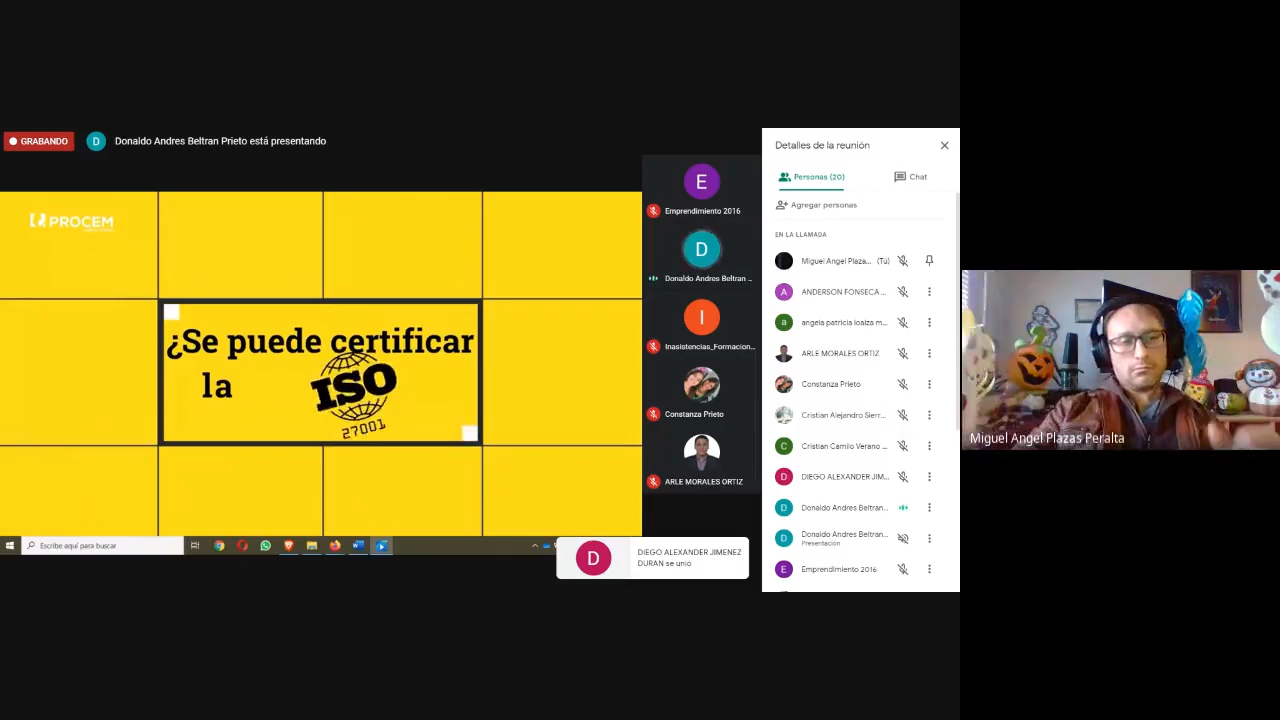 GRABANDO
D
Donaldo Andres Beltran Prieto está presentando
PROCEM
¿Se puede certificar
la
ISO
27001
Escribe aquí para buscar
E
Emprendimiento 2016
D
Donaldo Andres Beltran ...
I
Inasistencias_Formacion...
Constanza Prieto
ARLE MORALES ORTIZ
D
DIEGO ALEXANDER JIMENEZ
DURAN se unió
Detalles de la reunión
Personas (20)
Chat
Agregar personas
EN LA LLAMADA
Miguel Angel Plaza... (Tú)
A
ANDERSON FONSECA ...
a
angela patricia loaiza m...
ARLE MORALES ORTIZ
Constanza Prieto
Cristian Alejandro Sierr...
C
Cristian Camilo Verano ...
D
DIEGO ALEXANDER JIM...
D
Donaldo Andres Beltran...
D
Donaldo Andres Beltran...
Presentación
E
Emprendimiento 2016
Miguel Angel Plazas Peralta